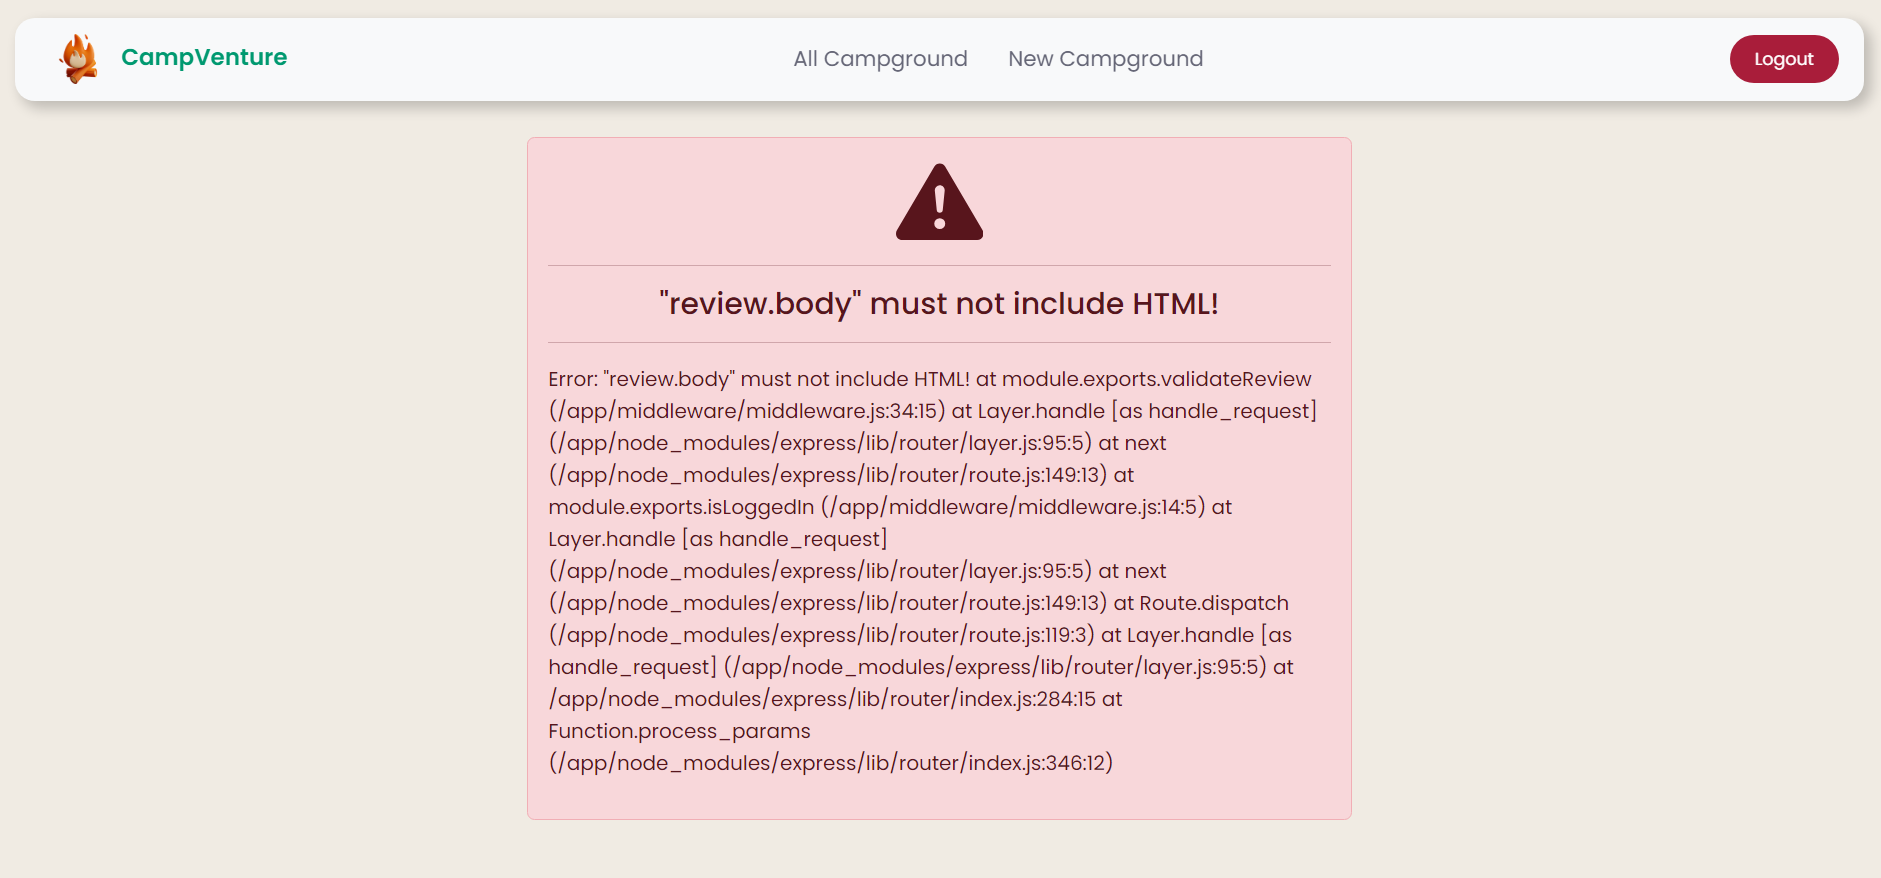 CampVenture
All Campground
New Campground
Logout
"review.body" must not include HTML!
Error: "review.body" must not include HTML! at module.exports.validateReview
(/app/middleware/middleware.js:34:15) at Layer.handle [as handle_request]
(/app/node_modules/express/lib/router/layer.js:95:5) at next
(/app/node_modules/express/lib/router/route.js:149:13) at
module.exports.isLoggedIn (/app/middleware/middleware.js:14:5) at
Layer.handle [as handle_request]
(/app/node_modules/express/lib/router/layer.js:95:5) at next
(/app/node_modules/express/lib/router/route.js:149:13) at Route.dispatch
(/app/node_modules/express/lib/router/route.js:119:3) at Layer.handle [as
handle_request] (/app/node_modules/express/lib/router/layer.js:95:5) at
/app/node_modules/express/lib/router/index.js:284:15 at
Function.process_params
(/app/node_modules/express/lib/router/index.js:346:12)